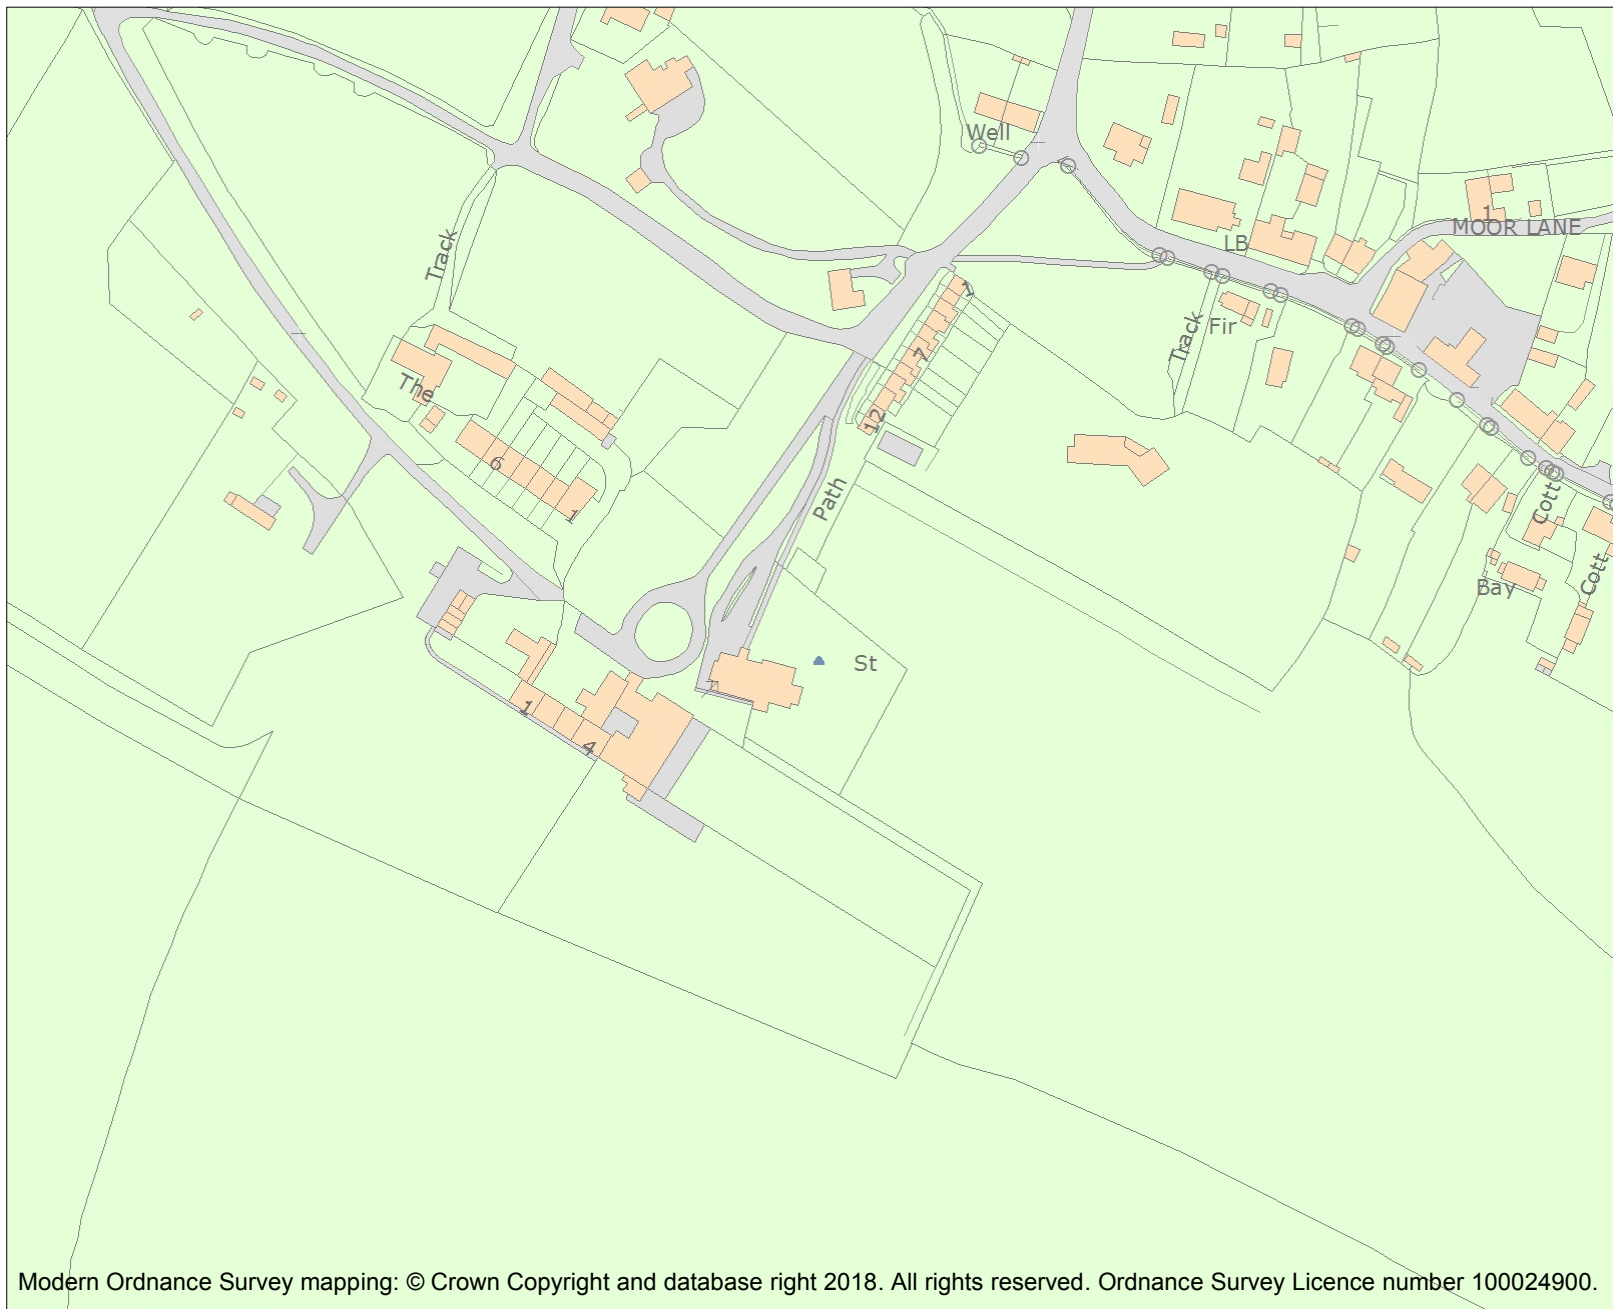 Well
1
MOOR LANE
LB
Track
1
Fir
Track
7
The
12
6
Cott
Path
1
Cott
Bay
St
1
4
Modern Ordnance Survey mapping: © Crown Copyright and database right 2018. All rights reserved. Ordnance Survey Licence number 100024900.